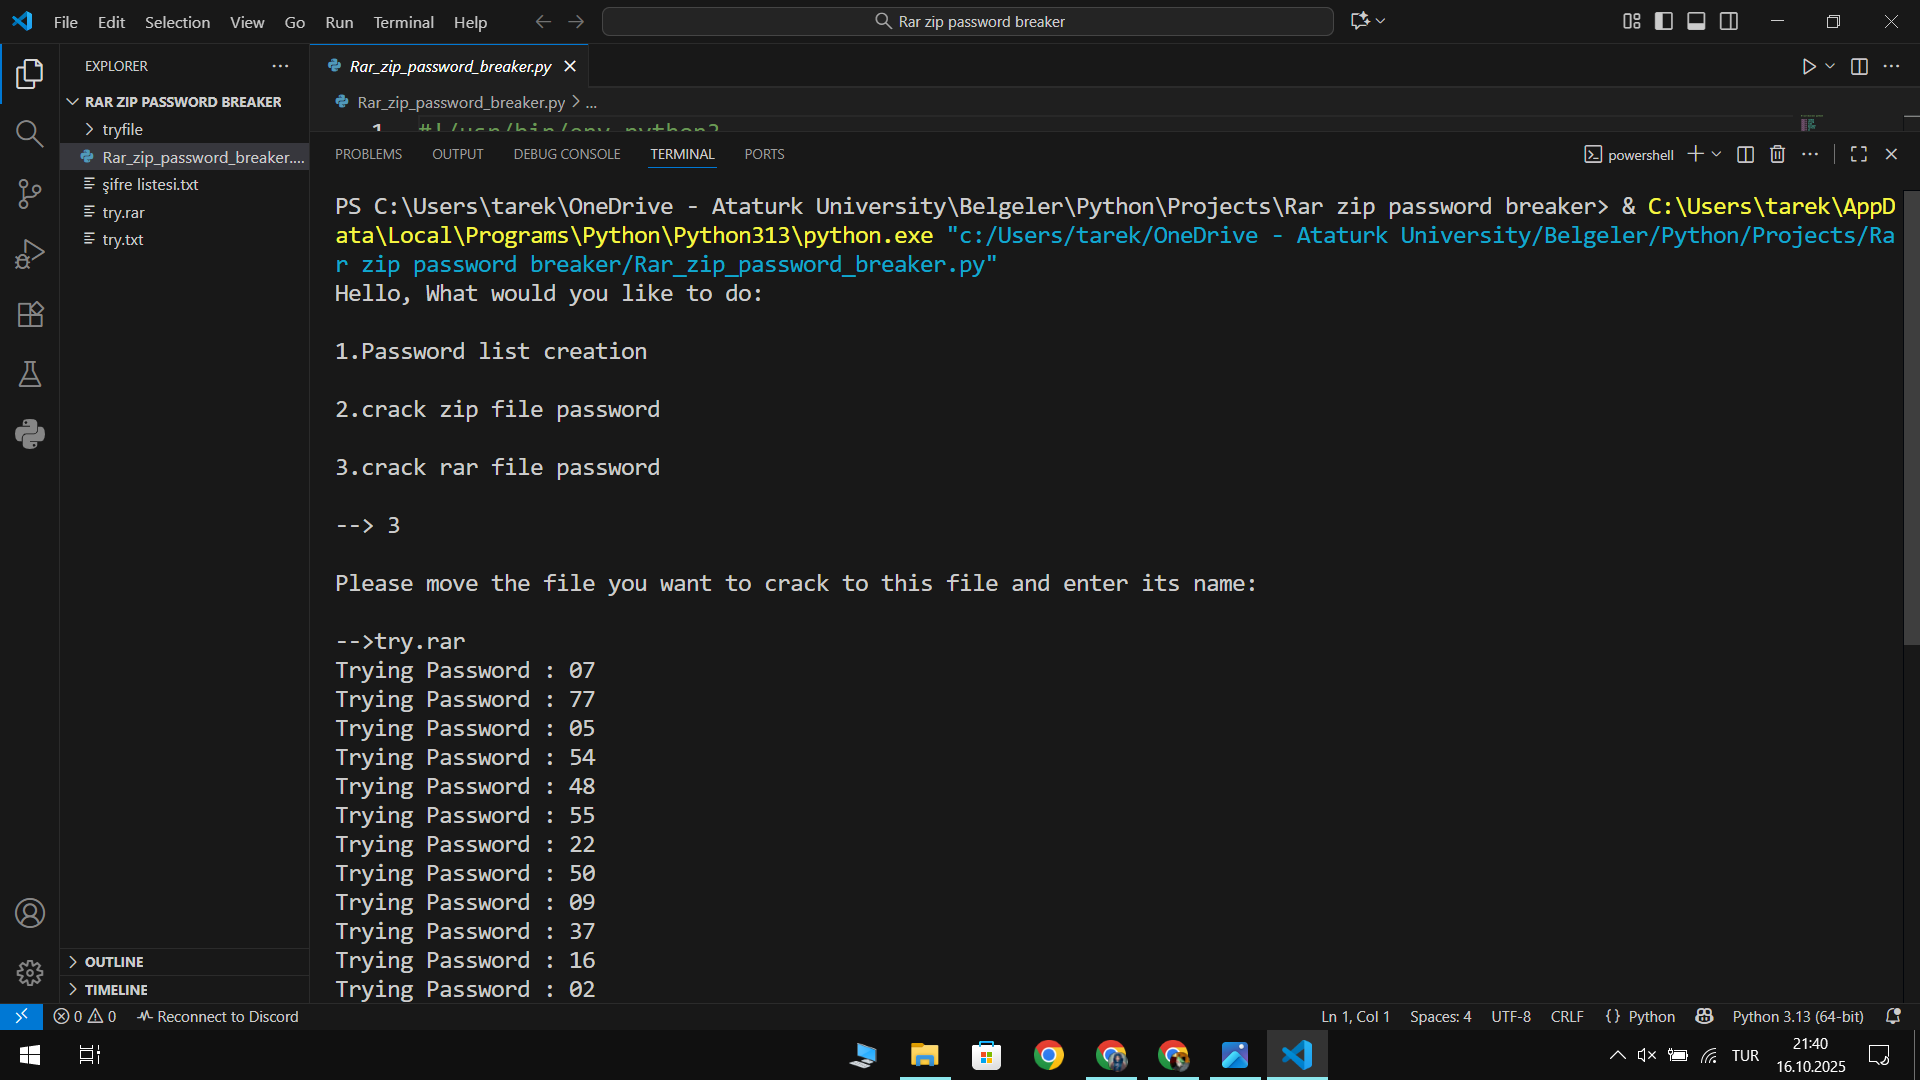 File Edit Selection View Go Run Terminal Help
Rar zip password breaker
EXPLORER
RAR ZIP PASSWORD BREAKER
tryfile
Rar_zip_password_breaker....
şifre listesi.txt
try.rar
try.txt
OUTLINE
TIMELINE
Rar_zip_password_breaker.py
Rar_zip_password_breaker.py > ...
1 #!/usr/bin/env python3
PROBLEMS OUTPUT DEBUG CONSOLE TERMINAL PORTS
powershell
PS C:\Users\tarek\OneDrive - Ataturk University\Belgeler\Python\Projects\Rar zip password breaker> & C:\Users\tarek\AppD
ata\Local\Programs\Python\Python313\python.exe "c:/Users/tarek/OneDrive - Ataturk University/Belgeler/Python/Projects/Ra
r zip password breaker/Rar_zip_password_breaker.py"
Hello, What would you like to do:
1.Password list creation
2.crack zip file password
3.crack rar file password
--> 3
Please move the file you want to crack to this file and enter its name:
-->try.rar
Trying Password : 07
Trying Password : 77
Trying Password : 05
Trying Password : 54
Trying Password : 48
Trying Password : 55
Trying Password : 22
Trying Password : 50
Trying Password : 09
Trying Password : 37
Trying Password : 16
Trying Password : 02
0 0 Reconnect to Discord
Ln 1, Col 1 Spaces: 4 UTF-8 CRLF {} Python Python 3.13 (64-bit)
TUR
21:40
16.10.2025